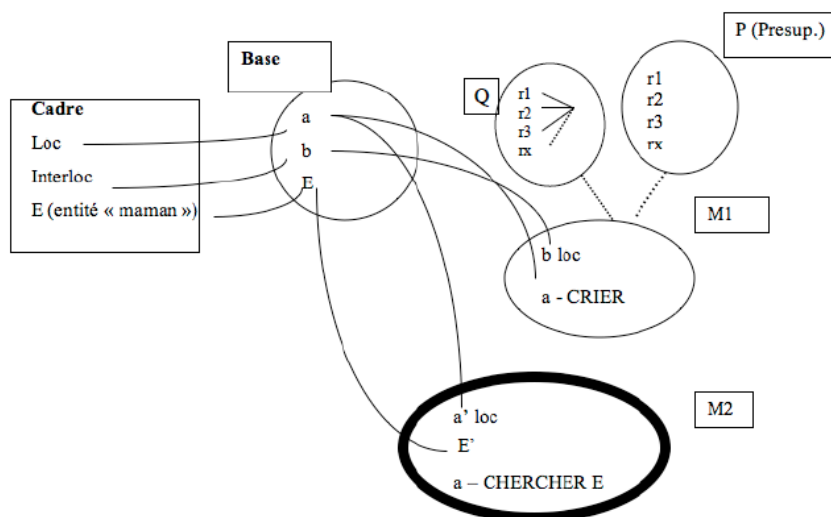 P (Presup.)
r1
r2
r3
rx
Q
r1
r2
r3
rx
Base
a
b
E
Cadre
Loc
Interloc
E (entité « maman »)
M1
b loc
a - CRIER
M2
a' loc
E'
a – CHERCHER E